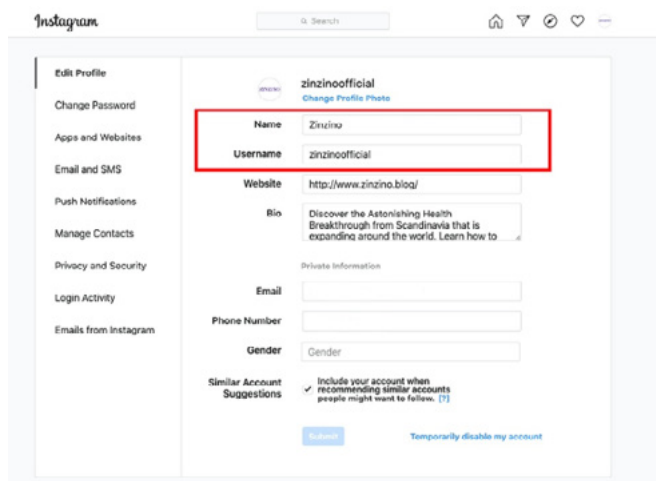 Instagram
Search
Edit Profile
Change Password
Apps and Websites
Email and SMS
Push Notifications
Manage Contacts
Privacy and Security
Login Activity
Emails from Instagram
ZINZINO
zinzinoofficial
Change Profile Photo
Name Zinzino
Username zinzinoofficial
Website http://www.zinzino.blog/
Bio Discover the Astonishing Health
Breakthrough from Scandinavia that is
expanding around the world. Learn how to
Private Information
Email
Phone Number
Gender Gender
Similar Account Suggestions
Include your account when
recommending similar accounts
people might want to follow. [?]
Submit
Temporarily disable my account